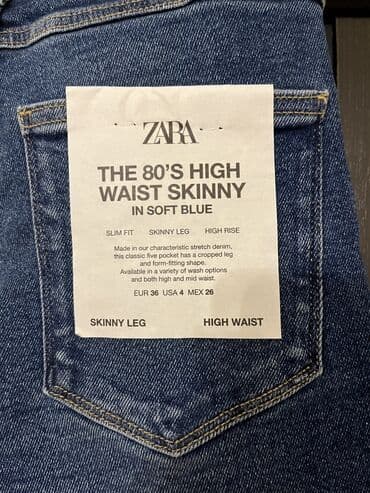 ZARA
THE 80'S HIGH
WAIST SKINNY
IN SOFT BLUE
SLIM FIT SKINNY LEG HIGH RISE
Made in our characteristic stretch denim,
this classic five pocket has a cropped leg
and form-fitting shape.
Available in a variety of wash options
and both high and mid waist.
EUR 36 USA 4 MEX 26
SKINNY LEG HIGH WAIST